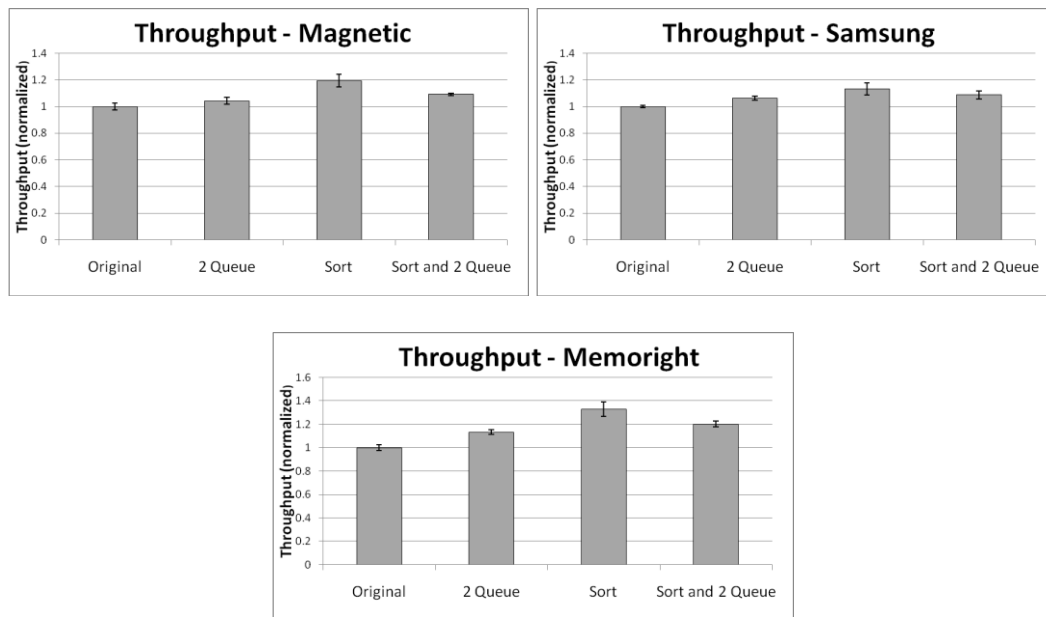 Throughput - Magnetic
Throughput (normalized)
1.4
1.2
1
0.8
0.6
0.4
0.2
0
Original 2 Queue Sort Sort and 2 Queue
Throughput - Samsung
Throughput (normalized)
1.4
1.2
1
0.8
0.6
0.4
0.2
0
Original 2 Queue Sort Sort and 2 Queue
Throughput - Memoright
Throughput (normalized)
1.6
1.4
1.2
1
0.8
0.6
0.4
0.2
0
Original 2 Queue Sort Sort and 2 Queue